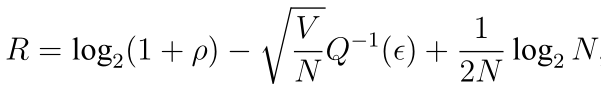 R = log₂(1 + ρ) − √(V/N) Q⁻¹(ϵ) + 1/(2N) log₂ N.